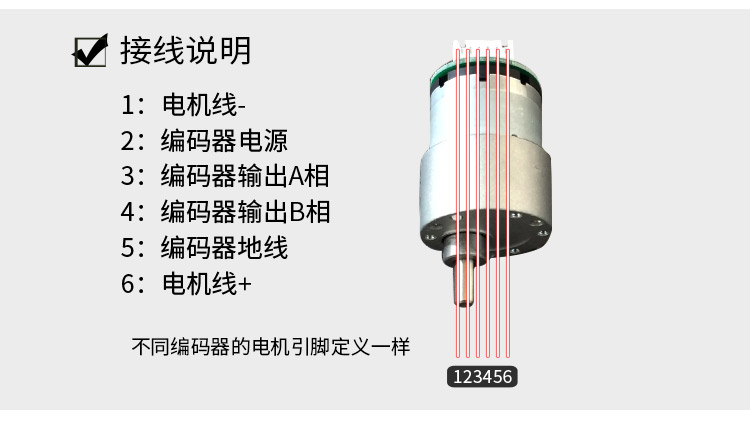 接线说明
1：电机线-
2：编码器电源
3：编码器输出A相
4：编码器输出B相
5：编码器地线
6：电机线+
不同编码器的电机引脚定义一样
123456